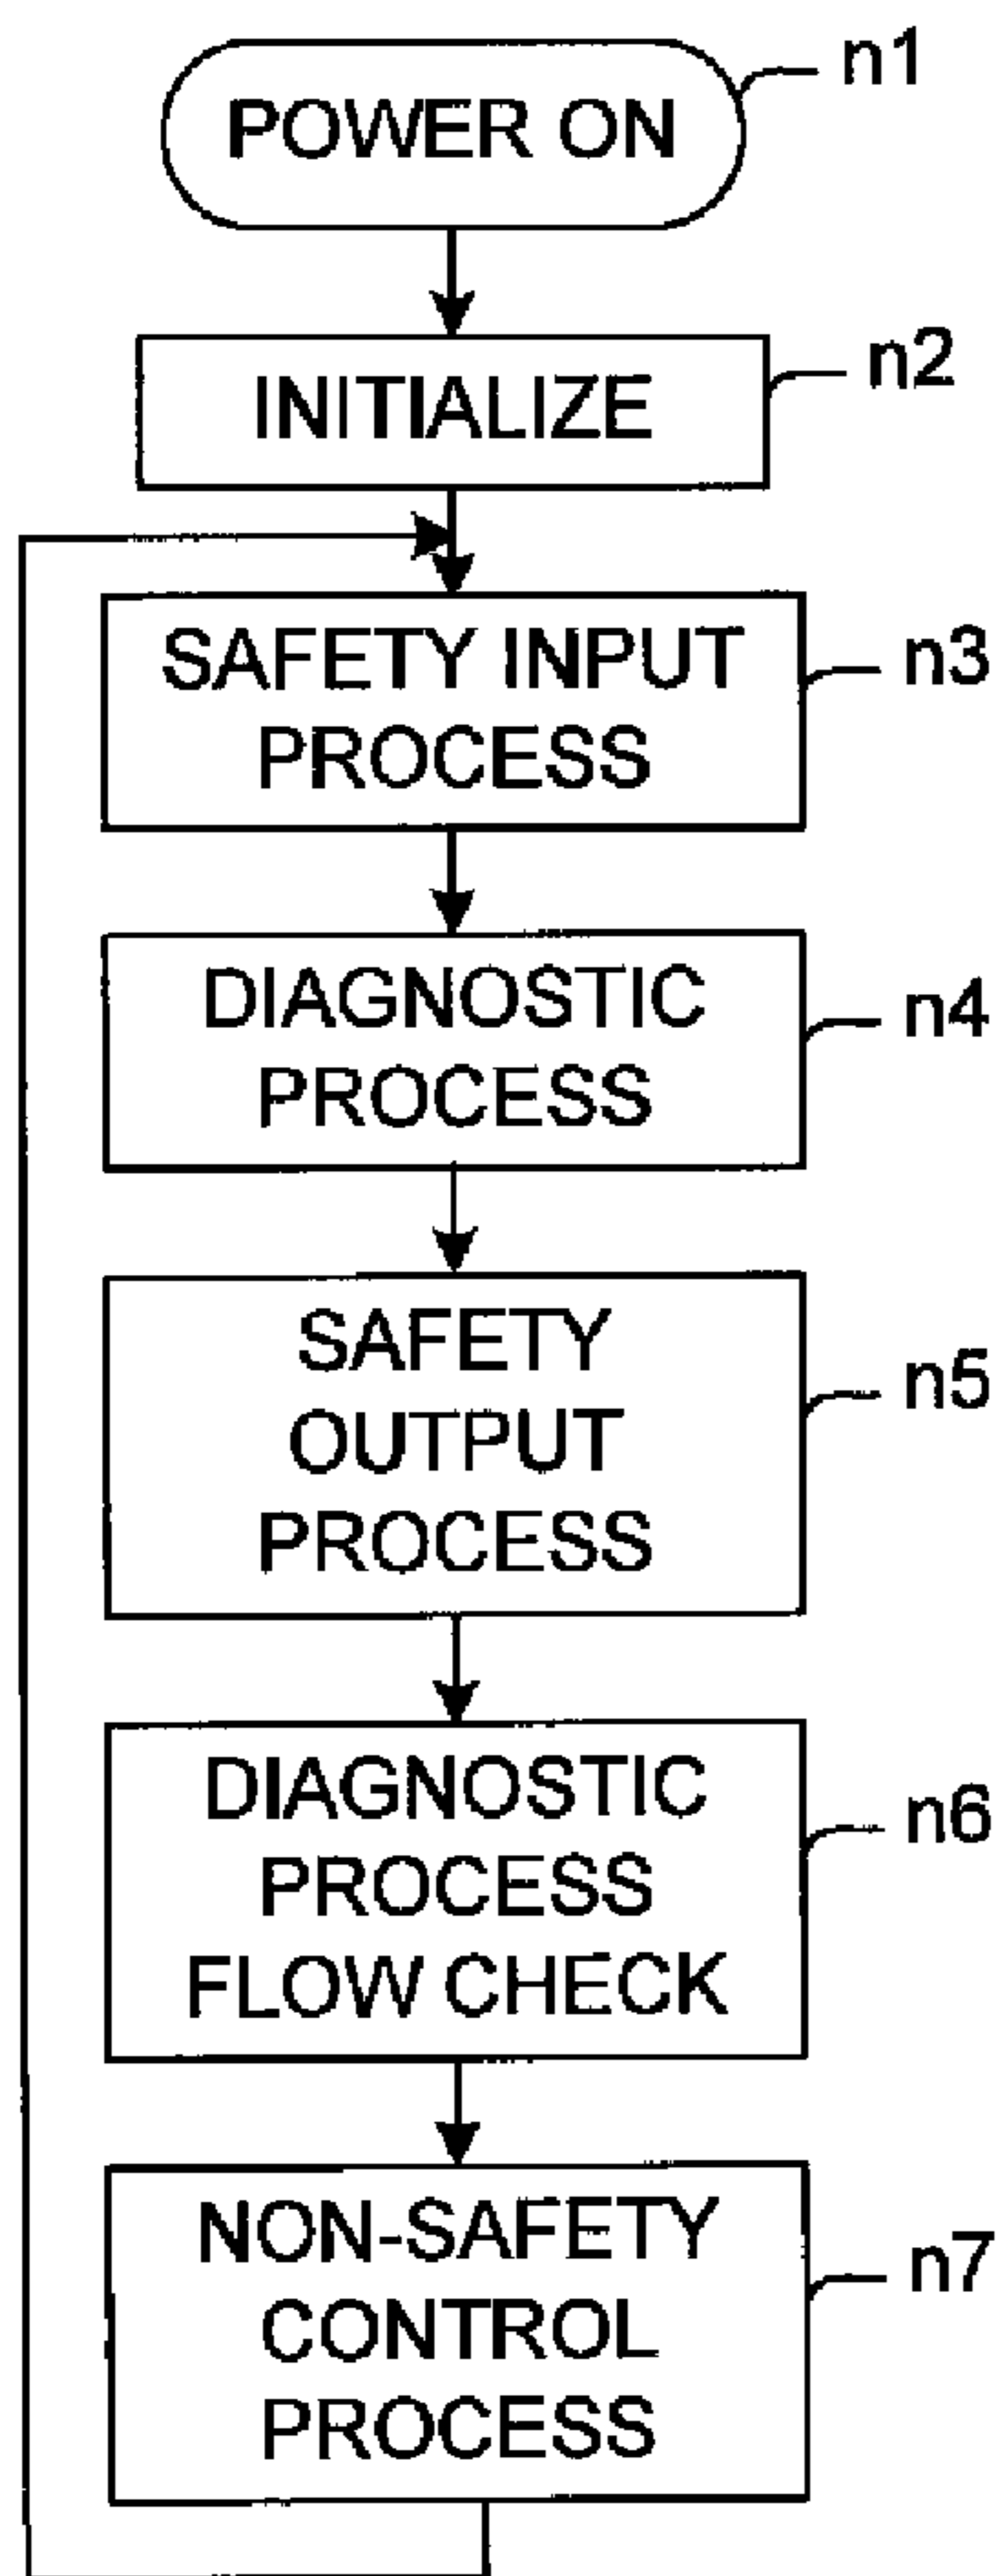 POWER ON
n1
INITIALIZE
n2
SAFETY INPUT
PROCESS
n3
DIAGNOSTIC
PROCESS
n4
SAFETY
OUTPUT
PROCESS
n5
DIAGNOSTIC
PROCESS
FLOW CHECK
n6
NON-SAFETY
CONTROL
PROCESS
n7